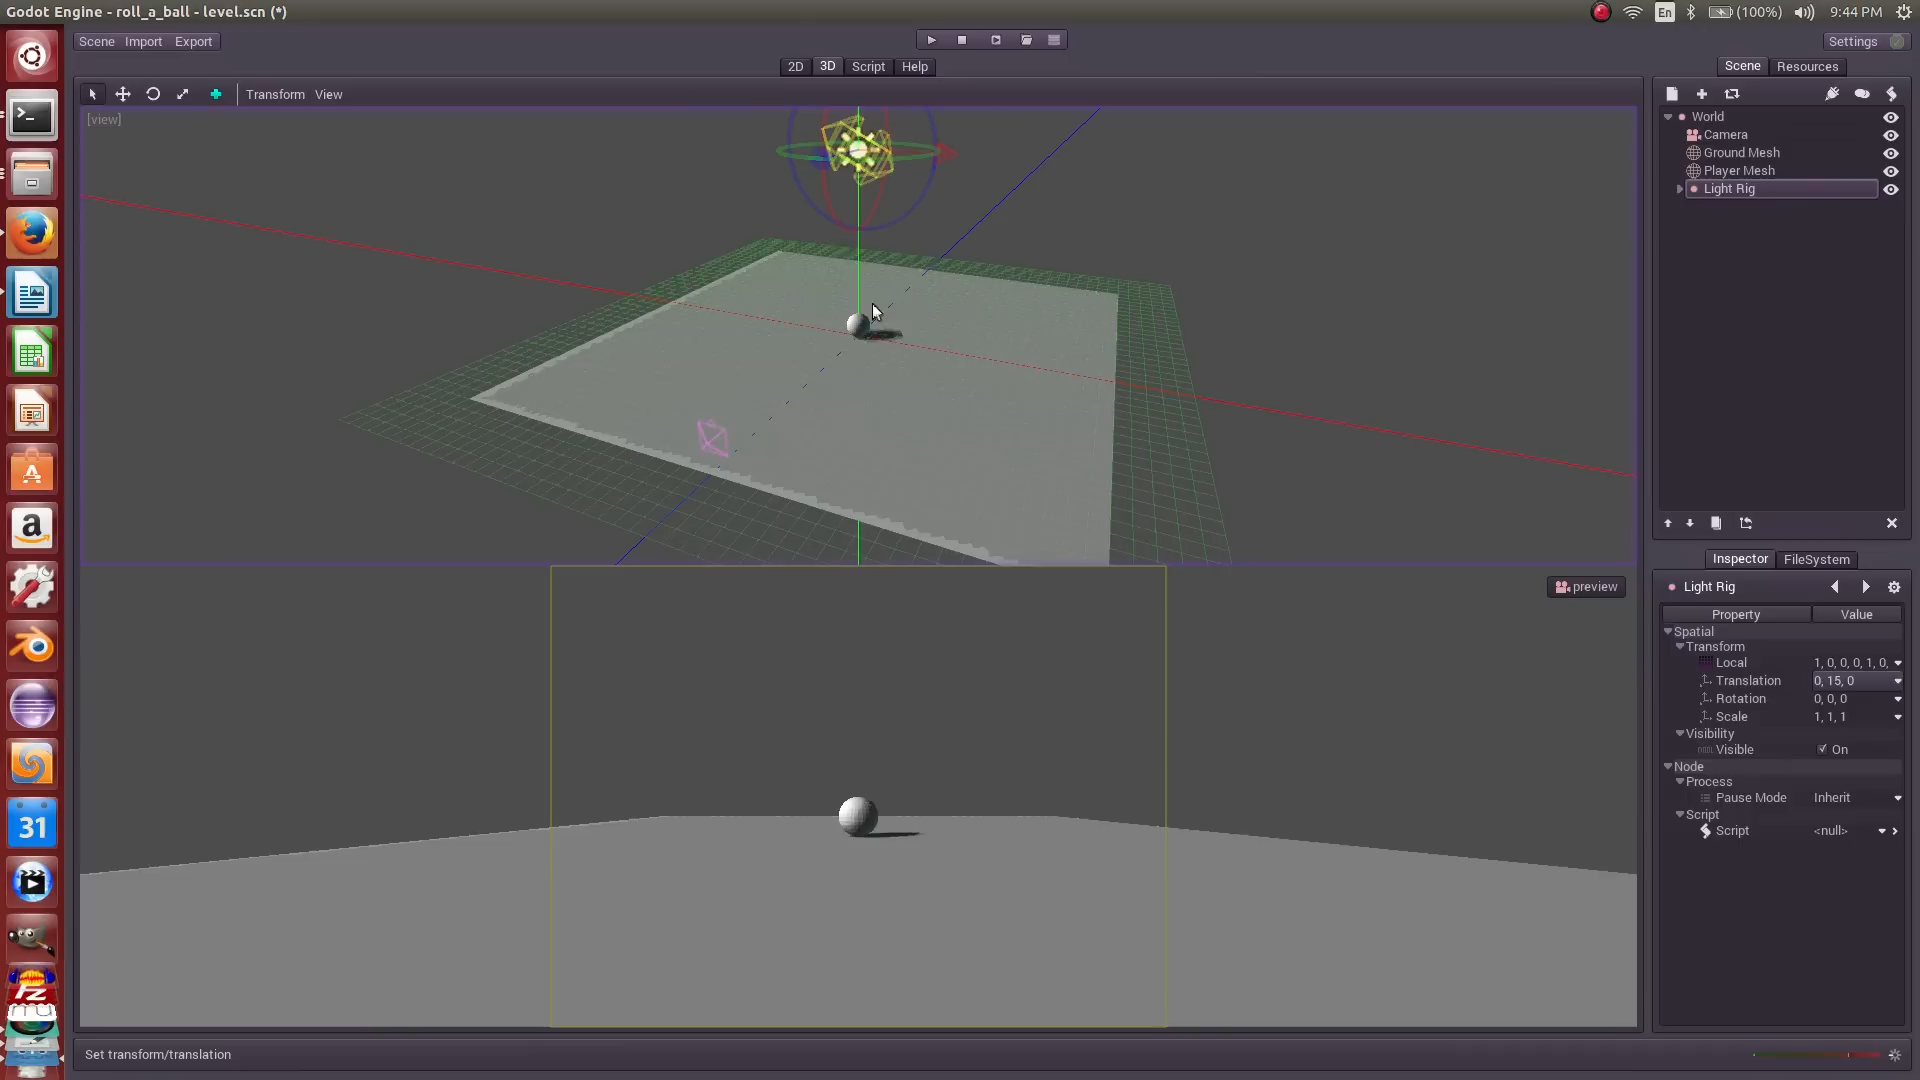 Godot Engine - roll_a_ball - level.scn (*)
En
(100%)
9:44 PM
Scene Import Export
Settings
2D 3D Script Help
Scene Resources
Transform View
[view]
World
Camera
Ground Mesh
Player Mesh
Light Rig
Inspector FileSystem
preview
Light Rig
Property Value
Spatial
Transform
Local 1, 0, 0, 0, 1, 0,
Translation 0, 15, 0
Rotation 0, 0, 0
Scale 1, 1, 1
Visibility
Visible On
Node
Process
Pause Mode Inherit
Script
Script <null>
a
31
Fz
Set transform/translation